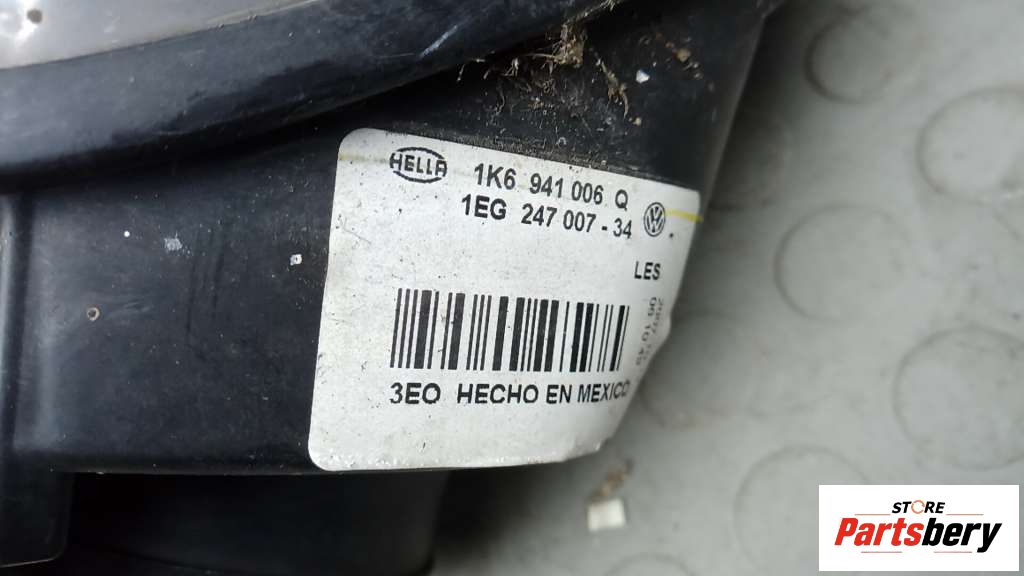 HELLA
1K6 941 006 Q
1EG 247 007 - 34
LES
3EO HECHO EN MEXICO
STORE
Partsbery